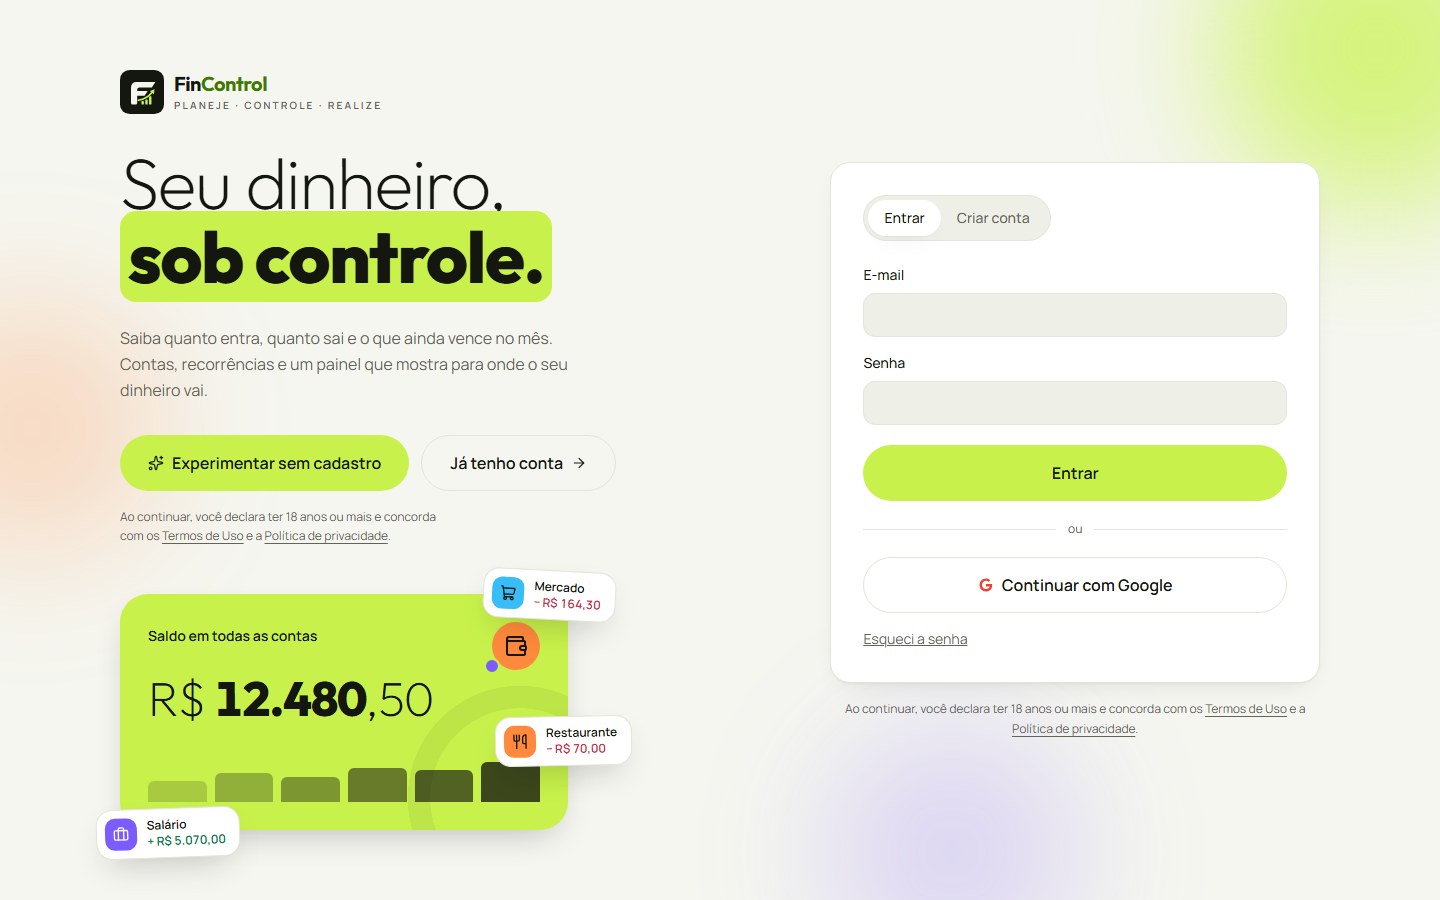 FinControl
PLANEJE · CONTROLE · REALIZE
Seu dinheiro,
sob controle.
Saiba quanto entra, quanto sai e o que ainda vence no mês.
Contas, recorrências e um painel que mostra para onde o seu
dinheiro vai.
Experimentar sem cadastro
Já tenho conta →
Ao continuar, você declara ter 18 anos ou mais e concorda
com os Termos de Uso e a Política de privacidade.
Mercado
− R$ 164,30
Saldo em todas as contas
R$ 12.480,50
Restaurante
− R$ 70,00
Salário
+ R$ 5.070,00
Entrar
Criar conta
E-mail
Senha
Entrar
ou
G Continuar com Google
Esqueci a senha
Ao continuar, você declara ter 18 anos ou mais e concorda com os Termos de Uso e a
Política de privacidade.